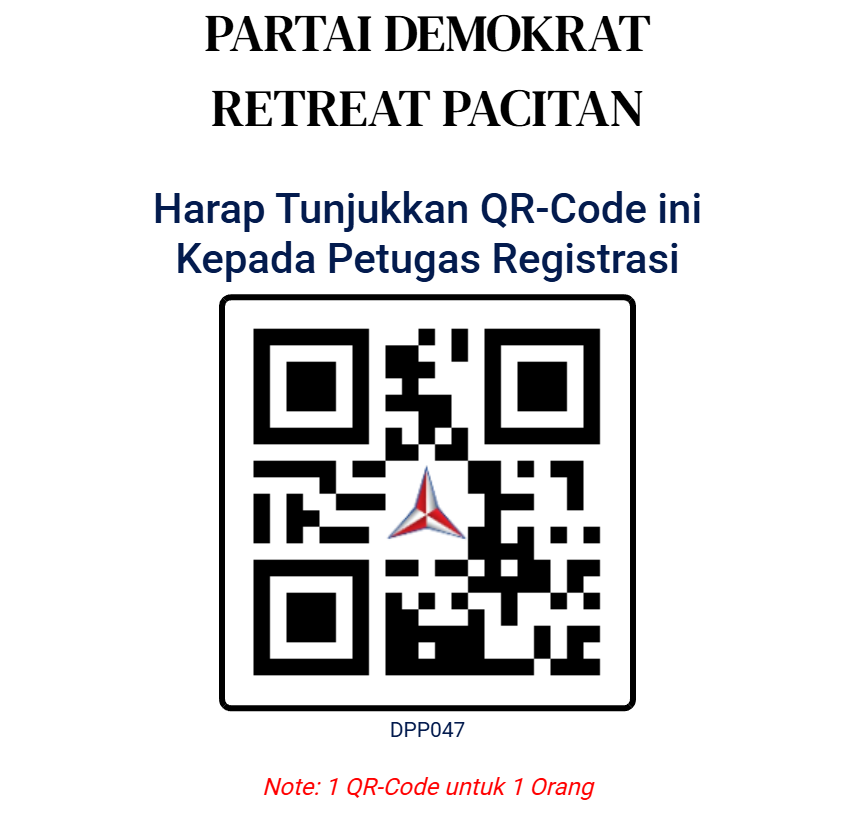 PARTAI DEMOKRAT
RETREAT PACITAN
Harap Tunjukkan QR-Code ini
Kepada Petugas Registrasi
DPP047
Note: 1 QR-Code untuk 1 Orang